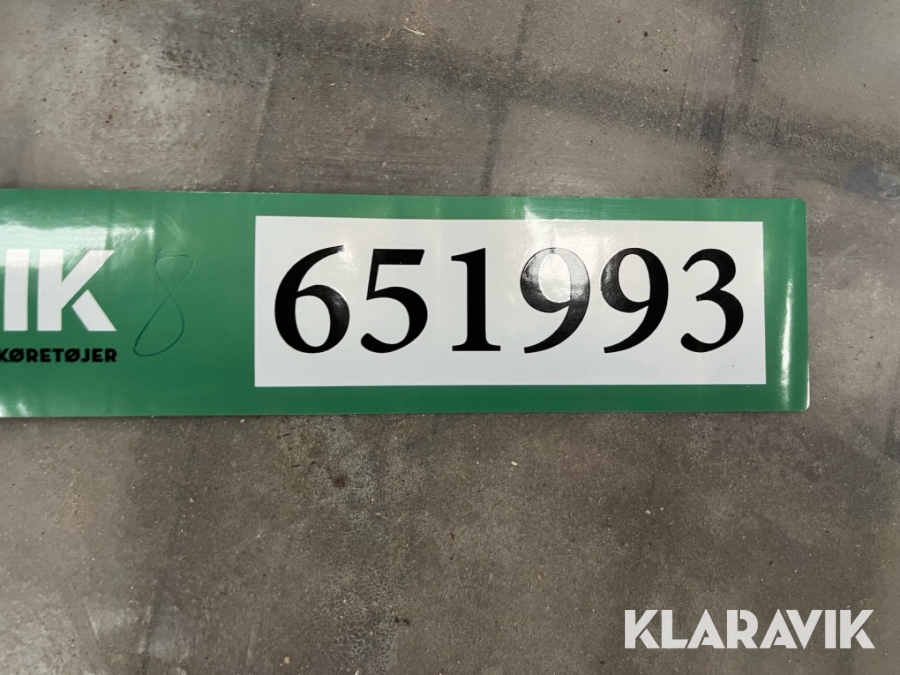 IK
KØRETØJER
8
651993
KLARAVIK